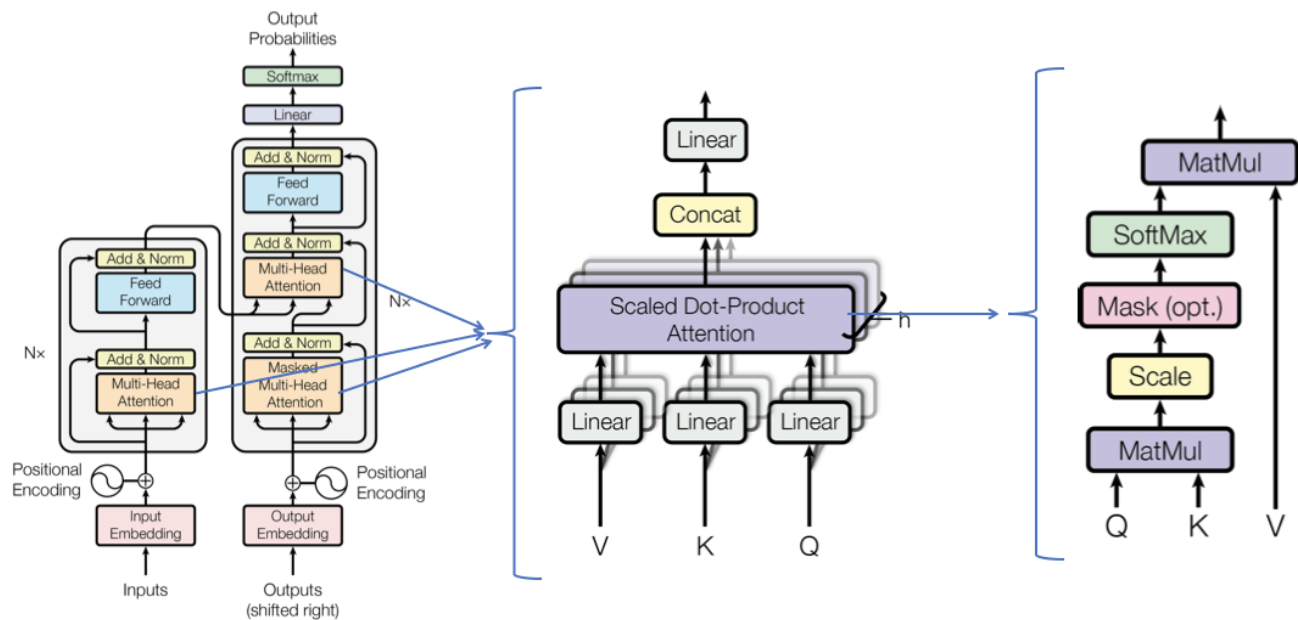 Output
Probabilities
Softmax
Linear
Add & Norm
Feed
Forward
Add & Norm
Multi-Head
Attention
N×
Add & Norm
Masked
Multi-Head
Attention
Add & Norm
Feed
Forward
N×
Add & Norm
Multi-Head
Attention
Positional
Encoding
Positional
Encoding
Input
Embedding
Output
Embedding
Inputs
Outputs
(shifted right)
Linear
Concat
Scaled Dot-Product
Attention
h
Linear
Linear
Linear
V
K
Q
MatMul
SoftMax
Mask (opt.)
Scale
MatMul
Q
K
V